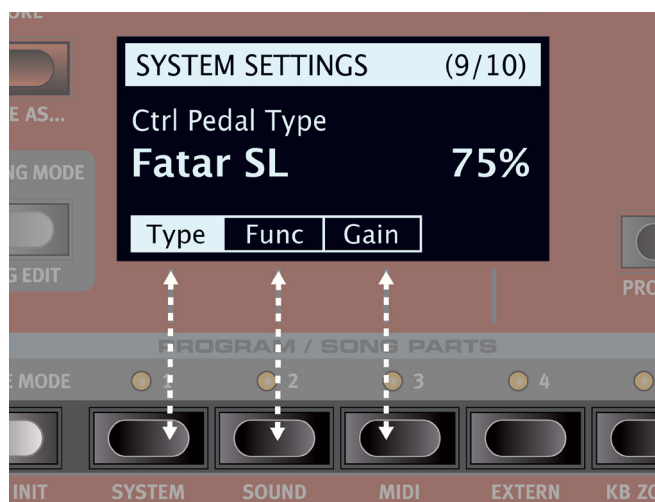 SYSTEM SETTINGS (9/10)
Ctrl Pedal Type
Fatar SL 75%
Type Func Gain
E AS...
NG MODE
G EDIT
PRO
PROGRAM / SONG PARTS
E MODE 1 2 3 4
INIT SYSTEM SOUND MIDI EXTERN KB ZO